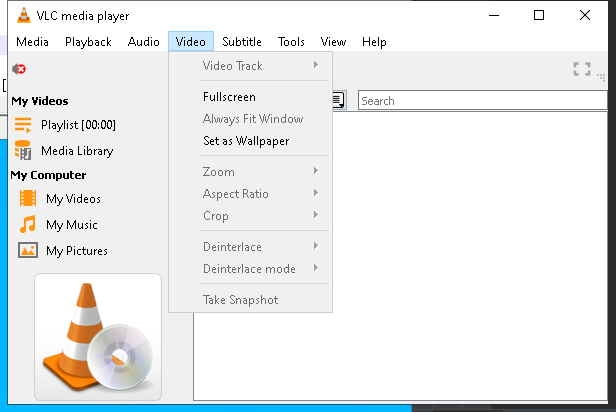 VLC media player
Media Playback Audio Video Subtitle Tools View Help
Video Track
Fullscreen
Always Fit Window
Set as Wallpaper
Zoom
Aspect Ratio
Crop
Deinterlace
Deinterlace mode
Take Snapshot
Search
My Videos
Playlist [00:00]
Media Library
My Computer
My Videos
My Music
My Pictures